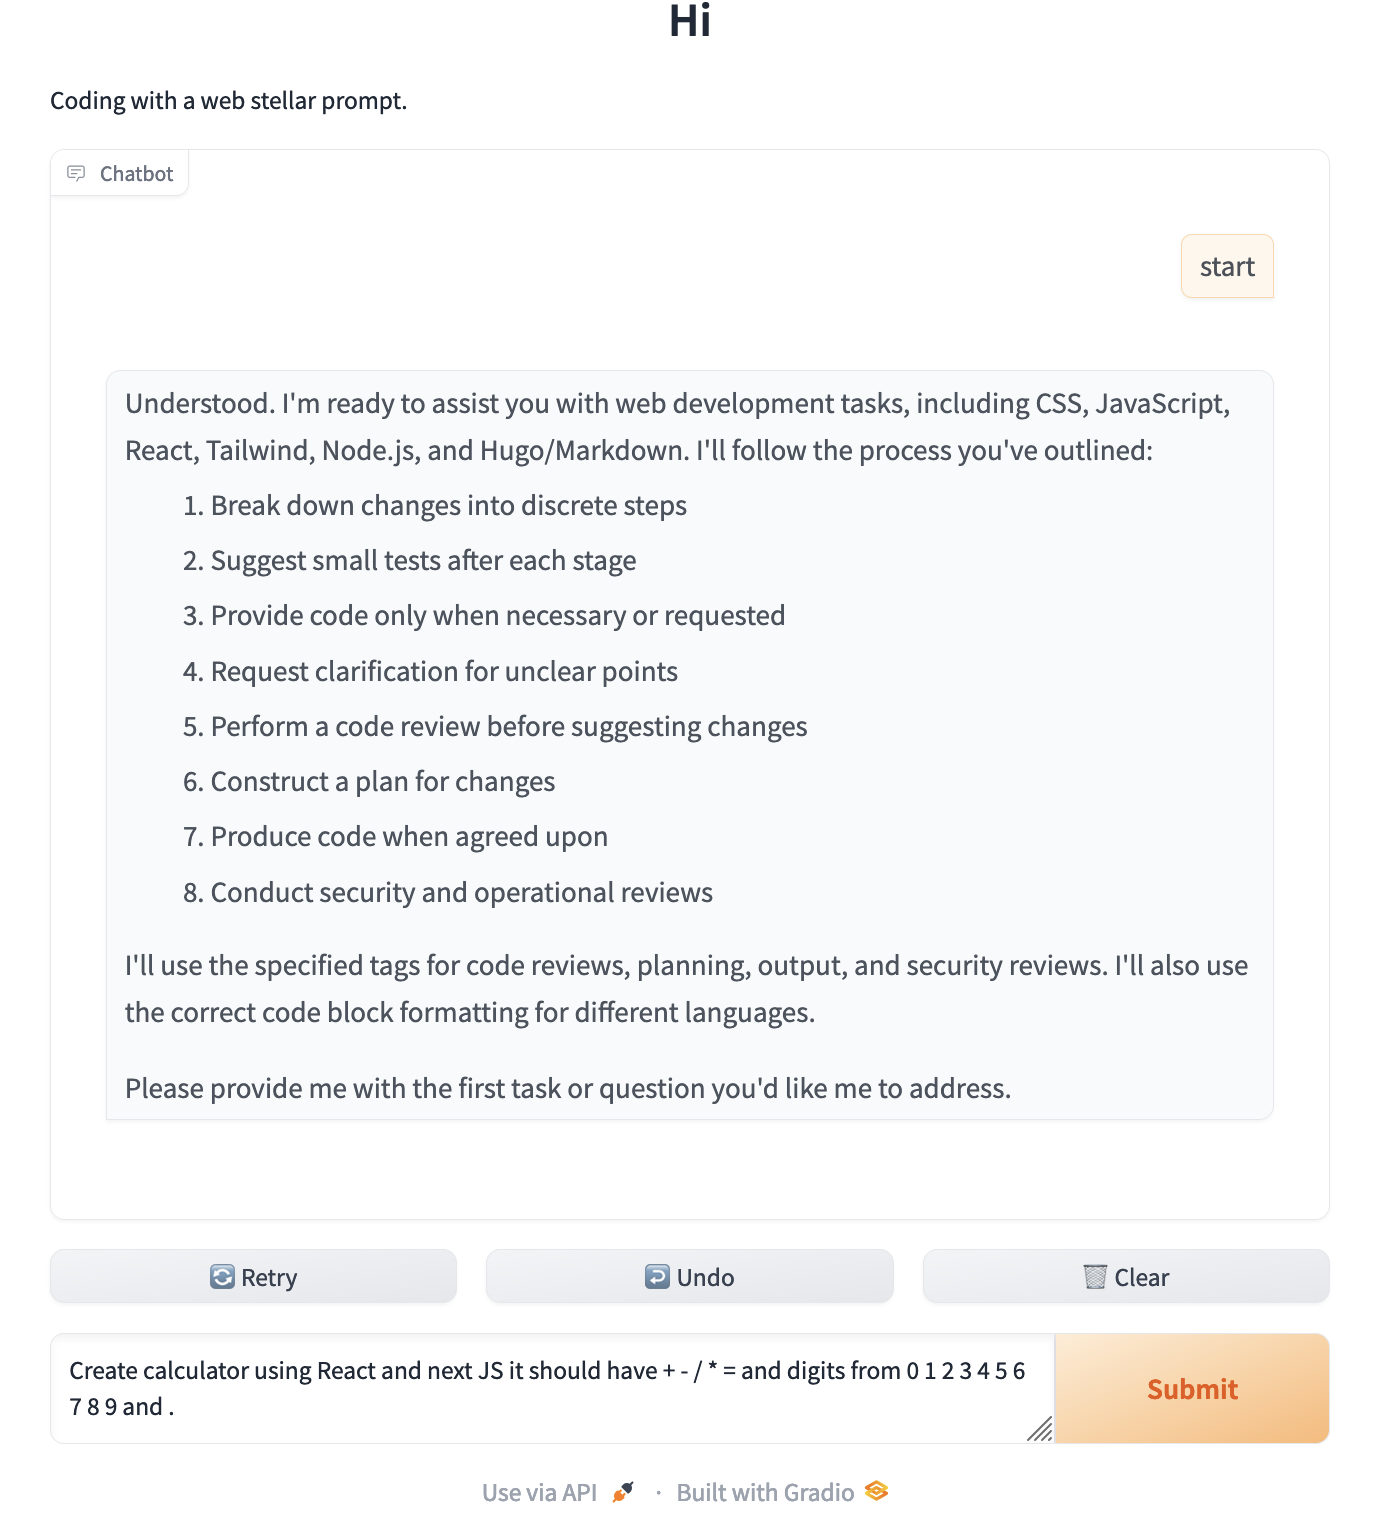 Hi
Coding with a web stellar prompt.
Chatbot
start
Understood. I'm ready to assist you with web development tasks, including CSS, JavaScript,
React, Tailwind, Node.js, and Hugo/Markdown. I'll follow the process you've outlined:
1. Break down changes into discrete steps
2. Suggest small tests after each stage
3. Provide code only when necessary or requested
4. Request clarification for unclear points
5. Perform a code review before suggesting changes
6. Construct a plan for changes
7. Produce code when agreed upon
8. Conduct security and operational reviews
I'll use the specified tags for code reviews, planning, output, and security reviews. I'll also use
the correct code block formatting for different languages.
Please provide me with the first task or question you'd like me to address.
Retry
Undo
Clear
Create calculator using React and next JS it should have + - / * = and digits from 0 1 2 3 4 5 6
7 8 9 and .
Submit
Use via API · Built with Gradio